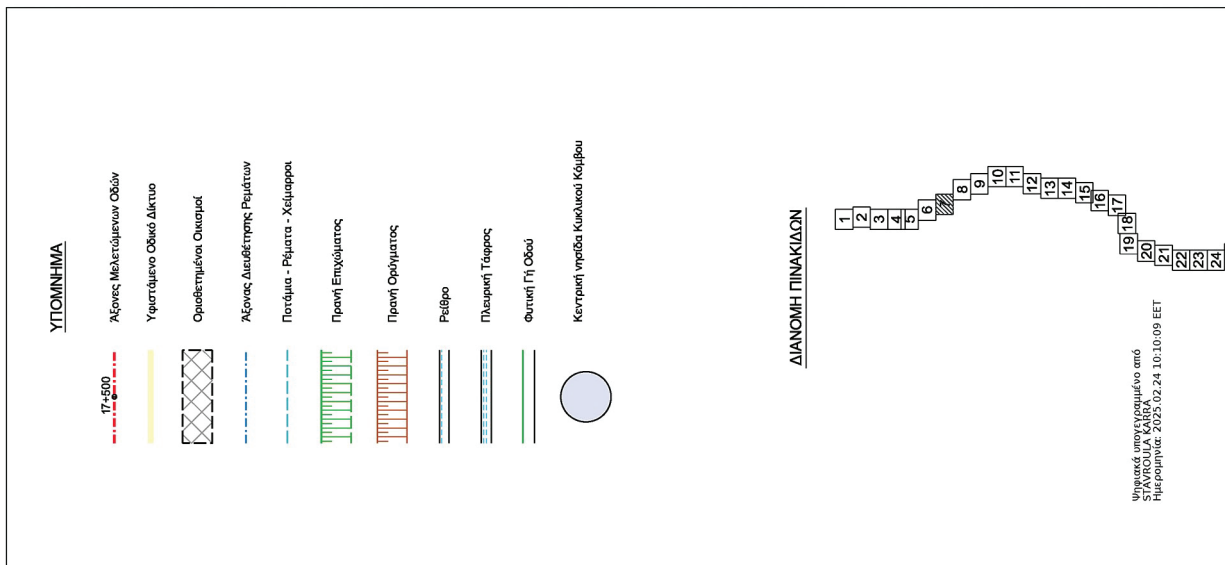 ΥΠΟΜΝΗΜΑ
17+500
Άξονες Μελετώμενων Οδών
Υφιστάμενο Οδικό Δίκτυο
Οριοθετημένοι Οικισμοί
Άξονας Διευθέτησης Ρεμάτων
Ποτάμια - Ρέματα - Χείμαρροι
Πρανή Επιχώματος
Πρανή Ορύγματος
Ρείθρο
Πλευρική Τάφρος
Φυτική Γή Οδού
Κεντρική νησίδα Κυκλικού Κόμβου
ΔΙΑΝΟΜΗ ΠΙΝΑΚΙΔΩΝ
1
2
3
4
5
6
7
8
9
10
11
12
13
14
15
16
17
18
19
20
21
22
23
24
Ψηφιακά υπογεγραμμένο από
STAVROULA KARRA
Ημερομηνία: 2025.02.24 10:10:09 EET